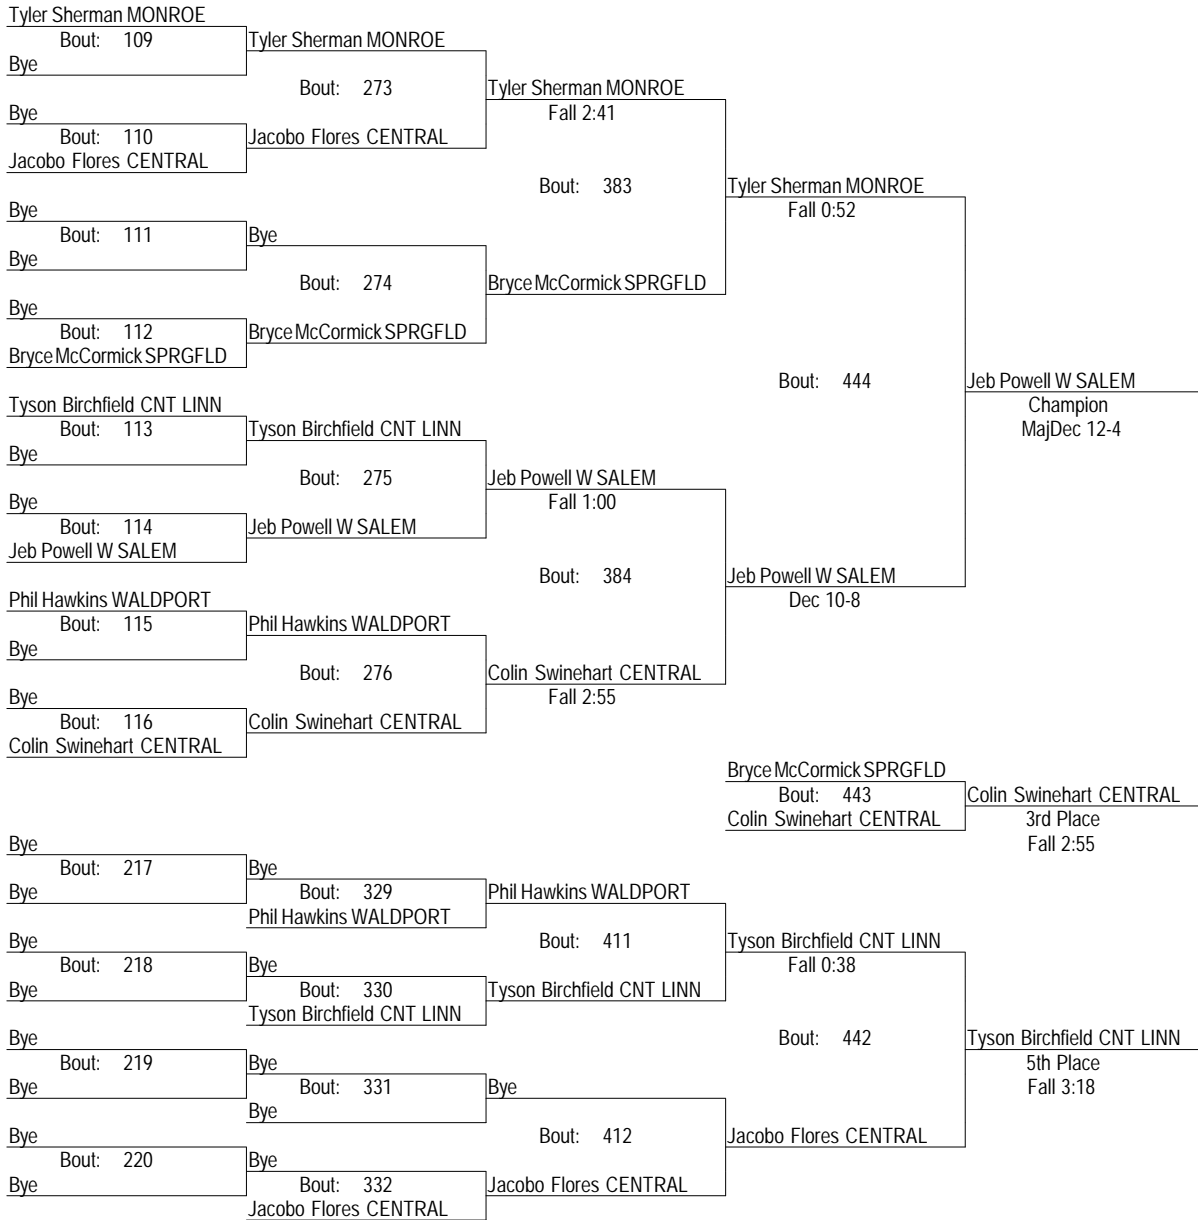 Tyler Sherman MONROE
Bout: 109
Tyler Sherman MONROE
Bye
Bout: 273
Tyler Sherman MONROE
Bye
Fall 2:41
Bout: 110
Jacobo Flores CENTRAL
Jacobo Flores CENTRAL
Bout: 383
Tyler Sherman MONROE
Bye
Fall 0:52
Bout: 111
Bye
Bye
Bout: 274
Bryce McCormick SPRGFLD
Bye
Bout: 112
Bryce McCormick SPRGFLD
Bryce McCormick SPRGFLD
Bout: 444
Jeb Powell W SALEM
Tyson Birchfield CNT LINN
Champion
Bout: 113
Tyson Birchfield CNT LINN
MajDec 12-4
Bye
Bout: 275
Jeb Powell W SALEM
Bye
Fall 1:00
Bout: 114
Jeb Powell W SALEM
Jeb Powell W SALEM
Bout: 384
Jeb Powell W SALEM
Phil Hawkins WALDPORT
Dec 10-8
Bout: 115
Phil Hawkins WALDPORT
Bye
Bout: 276
Colin Swinehart CENTRAL
Bye
Fall 2:55
Bout: 116
Colin Swinehart CENTRAL
Colin Swinehart CENTRAL
Bryce McCormick SPRGFLD
Bout: 443
Colin Swinehart CENTRAL
Colin Swinehart CENTRAL
3rd Place
Fall 2:55
Bye
Bout: 217
Bye
Bye
Bout: 329
Phil Hawkins WALDPORT
Phil Hawkins WALDPORT
Bye
Bout: 411
Tyson Birchfield CNT LINN
Bout: 218
Bye
Fall 0:38
Bye
Bout: 330
Tyson Birchfield CNT LINN
Tyson Birchfield CNT LINN
Bye
Bout: 442
Tyson Birchfield CNT LINN
Bout: 219
Bye
5th Place
Bye
Bout: 331
Bye
Fall 3:18
Bye
Bye
Bout: 412
Jacobo Flores CENTRAL
Bout: 220
Bye
Bye
Bout: 332
Jacobo Flores CENTRAL
Jacobo Flores CENTRAL